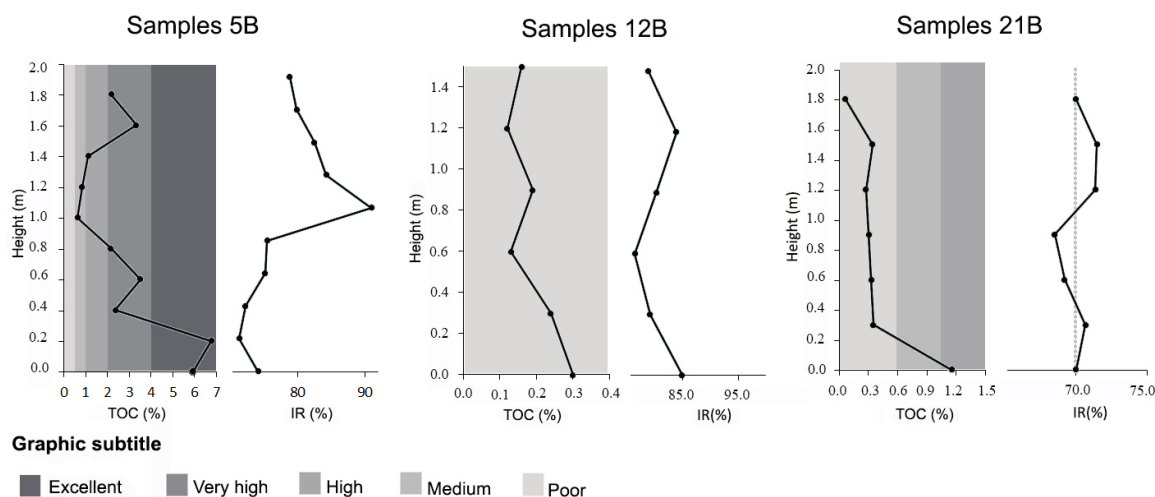 Samples 5B
Samples 12B
Samples 21B
Height (m)
2.0
1.8
1.6
1.4
1.2
1.0
0.8
0.6
0.4
0.2
0.0
0 1 2 3 4 5 6 7
TOC (%)
80 90
IR (%)
Height (m)
1.4
1.2
1.0
0.8
0.6
0.4
0.2
0.0
0.0 0.1 0.2 0.3 0.4
TOC (%)
85.0 95.0
IR(%)
Height (m)
2.0
1.8
1.6
1.4
1.2
1.0
0.8
0.6
0.4
0.2
0.0
0.0 0.3 0.6 0.9 1.2 1.5
TOC (%)
70.0 75.0
IR(%)
Graphic subtitle
Excellent Very high High Medium Poor